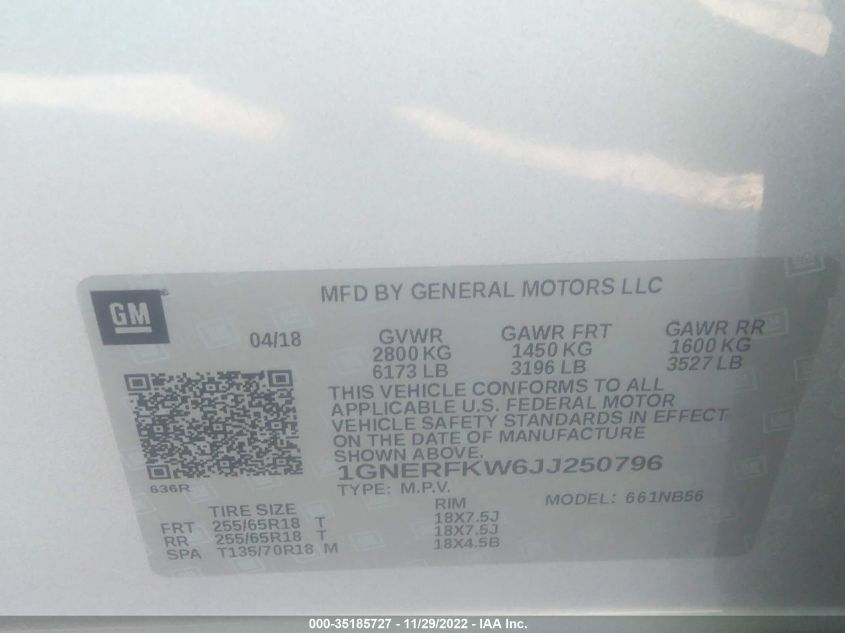 GM
MFD BY GENERAL MOTORS LLC
04/18
GVWR GAWR FRT GAWR RR
2800 KG 1450 KG 1600 KG
6173 LB 3196 LB 3527 LB
THIS VEHICLE CONFORMS TO ALL
APPLICABLE U.S. FEDERAL MOTOR
VEHICLE SAFETY STANDARDS IN EFFECT
ON THE DATE OF MANUFACTURE
SHOWN ABOVE.
1GNERFKW6JJ250796
636R
TYPE: M.P.V. MODEL: 661NB56
TIRE SIZE RIM
FRT 255/65R18 T 18X7.5J
RR 255/65R18 T 18X7.5J
SPA T135/70R18 M 18X4.5B
000-35185727 - 11/29/2022 - IAA Inc.